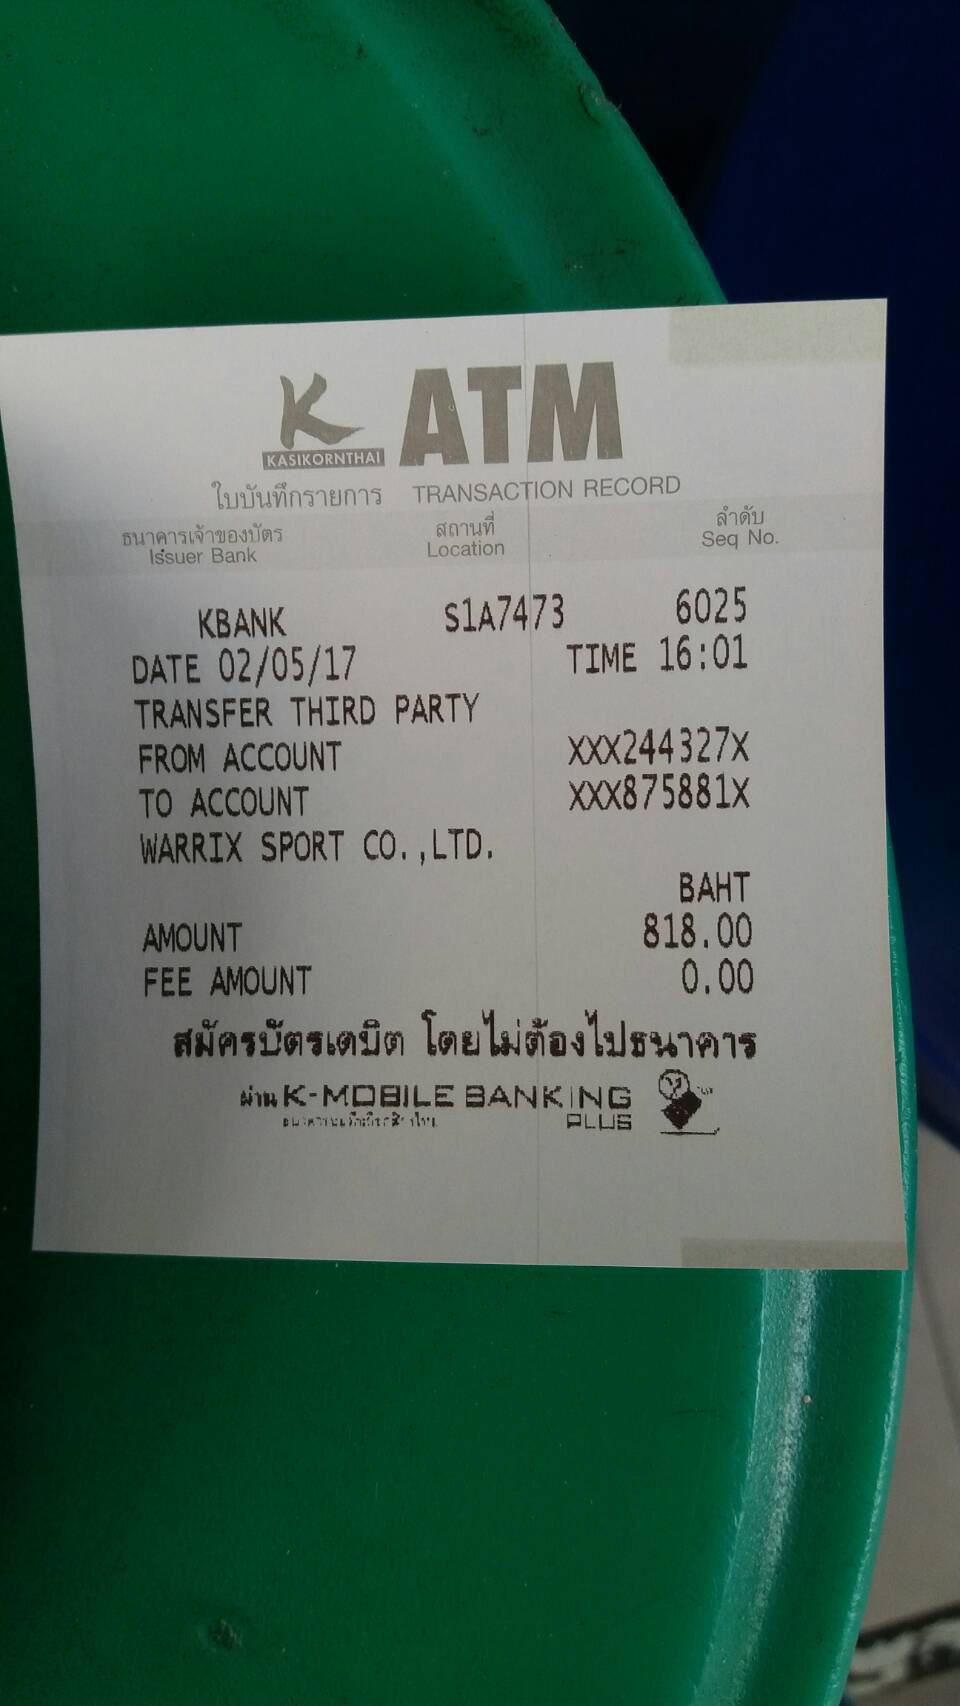 K ATM
KASIKORNTHAI
ใบบันทึกรายการ TRANSACTION RECORD
ธนาคารเจ้าของบัตร สถานที่ ลำดับ
Issuer Bank Location Seq No.
KBANK S1A7473 6025
DATE 02/05/17 TIME 16:01
TRANSFER THIRD PARTY
FROM ACCOUNT XXX244327X
TO ACCOUNT XXX875881X
WARRIX SPORT CO.,LTD.
BAHT
AMOUNT 818.00
FEE AMOUNT 0.00
สมัครบัตรเดบิต โดยไม่ต้องไปธนาคาร
ผ่าน K-MOBILE BANKING
PLUS